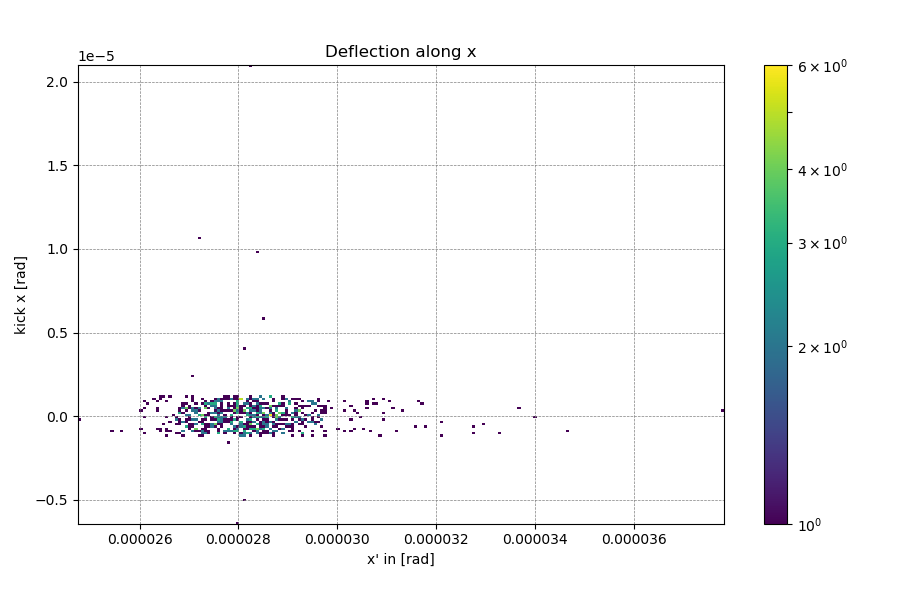 Deflection along x
1e−5
2.0
1.5
1.0
0.5
0.0
−0.5
kick x [rad]
0.000026 0.000028 0.000030 0.000032 0.000034 0.000036
x' in [rad]
6 × 10⁰
4 × 10⁰
3 × 10⁰
2 × 10⁰
10⁰